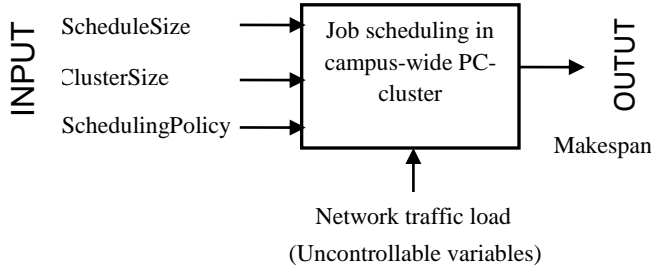 INPUT
ScheduleSize
ClusterSize
SchedulingPolicy
Job scheduling in
campus-wide PC-
cluster
OUTUT
Makespan
Network traffic load
(Uncontrollable variables)